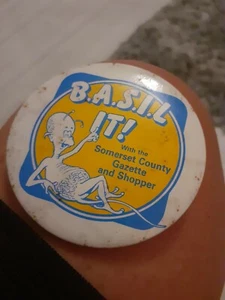 B.A.S.I.L
IT!
With the
Somerset County
Gazette
and Shopper